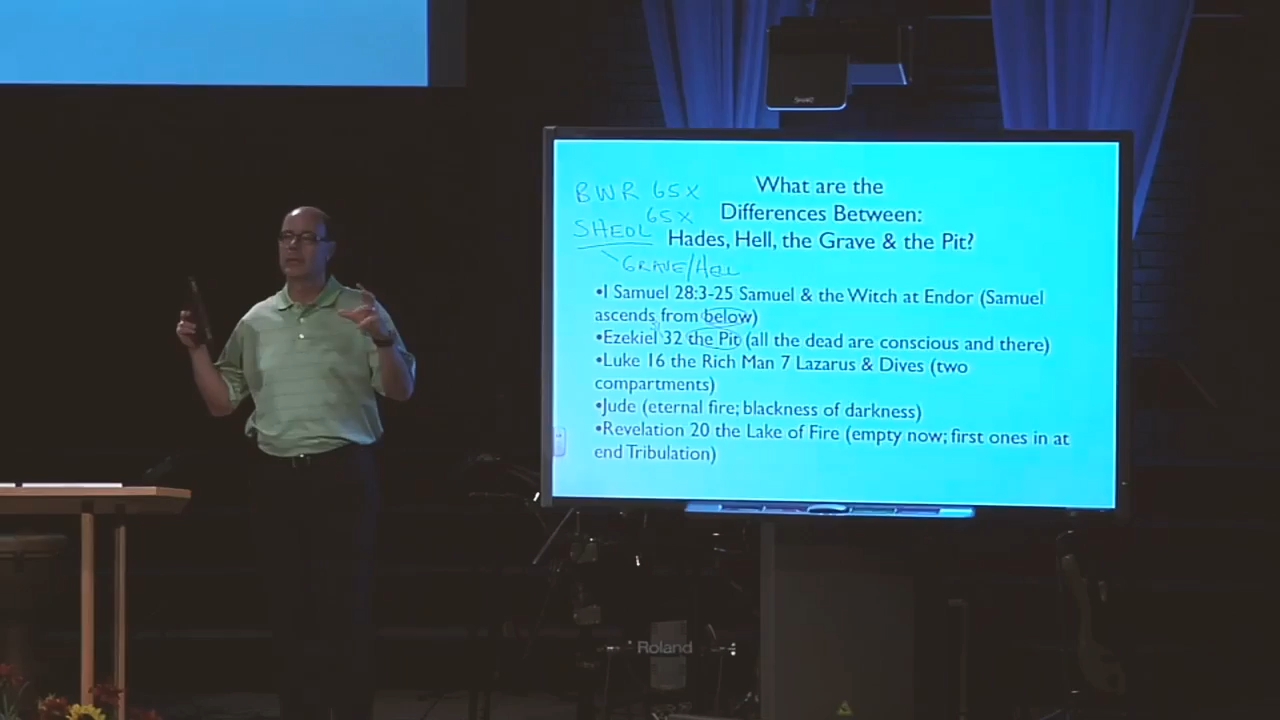 SMART
BWR 65X
What are the
65X
Differences Between:
SHEOL
Hades, Hell, the Grave & the Pit?
GRAVE/HELL
•I Samuel 28:3-25 Samuel & the Witch at Endor (Samuel
ascends from below)
•Ezekiel 32 the Pit (all the dead are conscious and there)
•Luke 16 the Rich Man 7 Lazarus & Dives (two
compartments)
•Jude (eternal fire; blackness of darkness)
•Revelation 20 the Lake of Fire (empty now; first ones in at
end Tribulation)
Roland